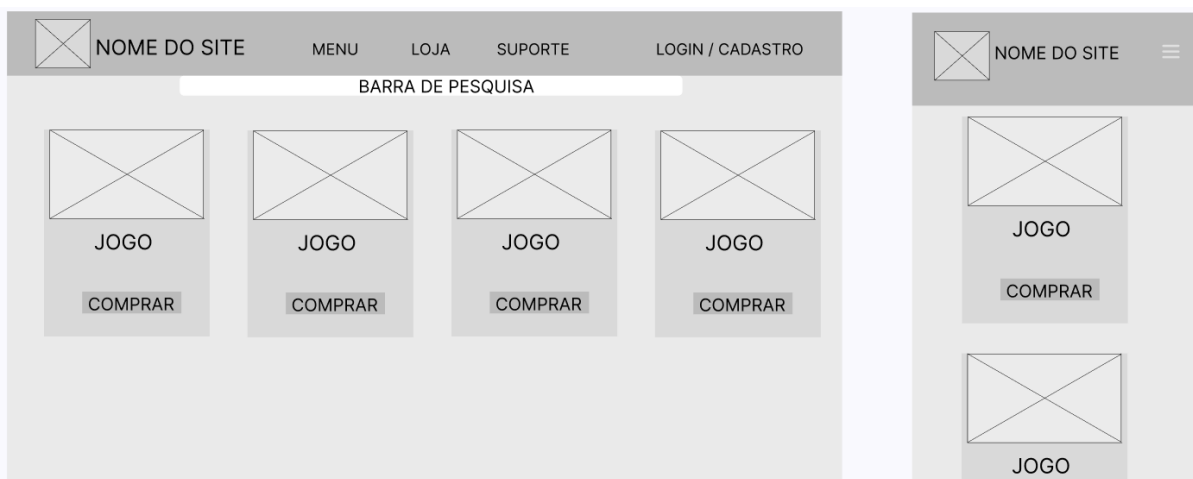 NOME DO SITE MENU LOJA SUPORTE LOGIN / CADASTRO
BARRA DE PESQUISA
JOGO JOGO JOGO JOGO
COMPRAR COMPRAR COMPRAR COMPRAR
NOME DO SITE
JOGO
COMPRAR
JOGO